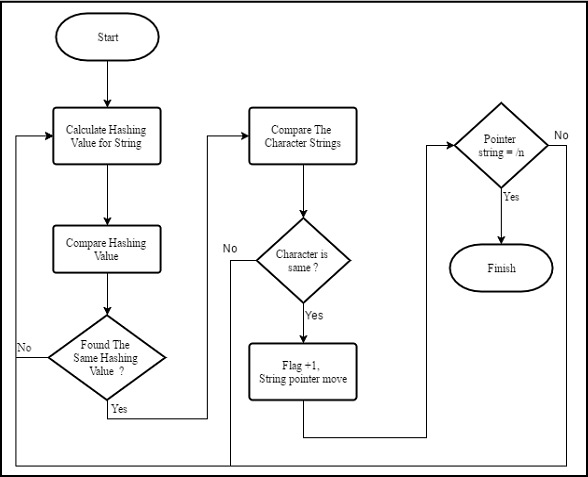 Start
Calculate Hashing
Value for String
Compare Hashing
Value
Found The
Same Hashing
Value ?
No
Yes
Compare The
Character Strings
Character is
same ?
No
Yes
Flag +1,
String pointer move
Pointer
string = /n
No
Yes
Finish